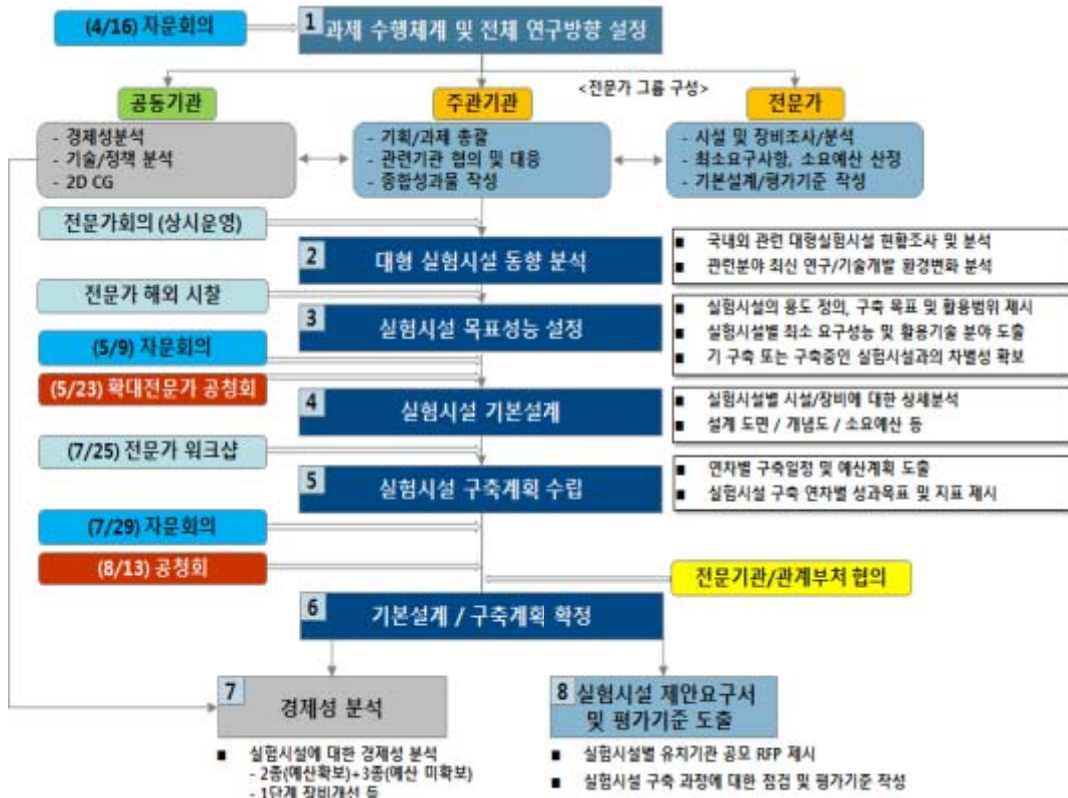 (4/16) 자문회의
1
과제 수행체계 및 전체 연구방향 설정
<전문가 그룹 구성>
공동기관
- 경제성분석
- 기술/정책 분석
- 2D CG
주관기관
- 기획/과제 총괄
- 관련기관 협의 및 대응
- 종합성과물 작성
전문가
- 시설 및 장비조사/분석
- 최소요구사항, 소요예산 산정
- 기본설계/평가기준 작성
전문가회의 (상시운영)
2
대형 실험시설 동향 분석
■ 국내외 관련 대형실험시설 현황조사 및 분석
■ 관련분야 최신 연구/기술개발 환경변화 분석
전문가 해외 시찰
3
실험시설 목표성능 설정
■ 실험시설의 용도 정의, 구축 목표 및 활용범위 제시
■ 실험시설별 최소 요구성능 및 활용기술 분야 도출
■ 기 구축 또는 구축중인 실험시설과의 차별성 확보
(5/9) 자문회의
(5/23) 확대전문가 공청회
4
실험시설 기본설계
■ 실험시설별 시설/장비에 대한 상세분석
■ 설계 도면 / 개념도 / 소요예산 등
(7/25) 전문가 워크샵
5
실험시설 구축계획 수립
■ 연차별 구축일정 및 예산계획 도출
■ 실험시설 구축 연차별 성과목표 및 지표 제시
(7/29) 자문회의
(8/13) 공청회
전문기관/관계부처 협의
6
기본설계 / 구축계획 확정
7
경제성 분석
■ 실험시설에 대한 경제성 분석
- 2종(예산확보)+3종(예산 미확보)
- 1단계 장비개선 등
8
실험시설 제안요구서
및 평가기준 도출
■ 실험시설별 유치기관 공모 RFP 제시
■ 실험시설 구축 과정에 대한 점검 및 평가기준 작성